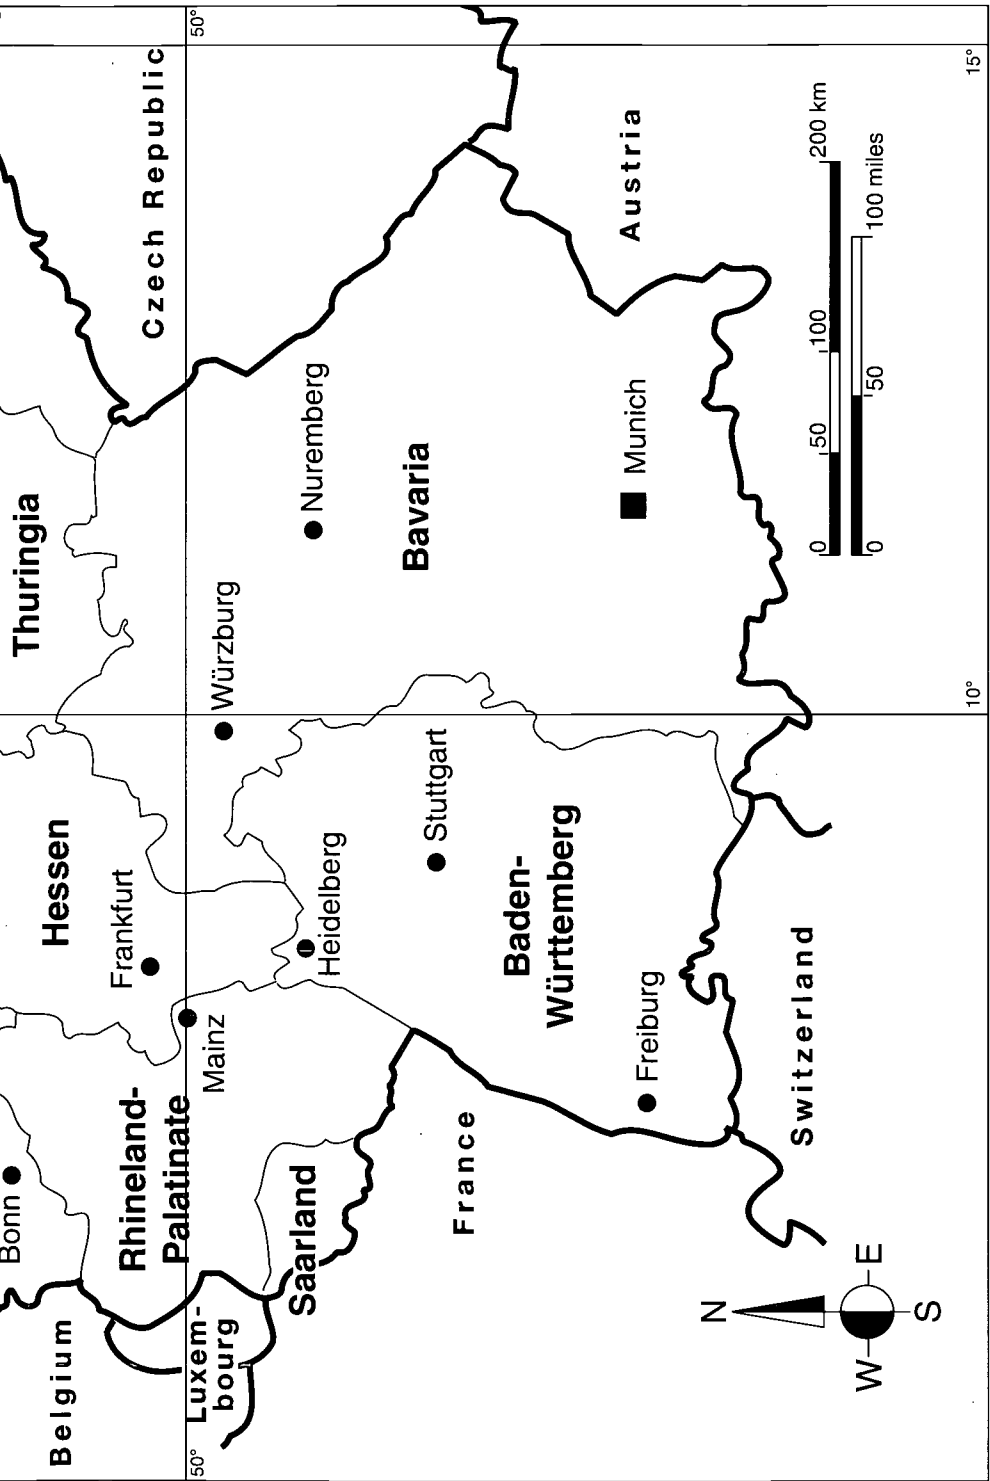 Bonn
Thuringia
Hessen
Belgium
Frankfurt
Rhineland-
Palatinate
Czech Republic
50°
50°
Luxem-
bourg
Mainz
Würzburg
Saarland
Heidelberg
Nuremberg
Bavaria
Stuttgart
France
Baden-
Württemberg
Austria
Munich
Freiburg
Switzerland
N
W E
S
0 50 100 200 km
0 50 100 miles
10° 15°